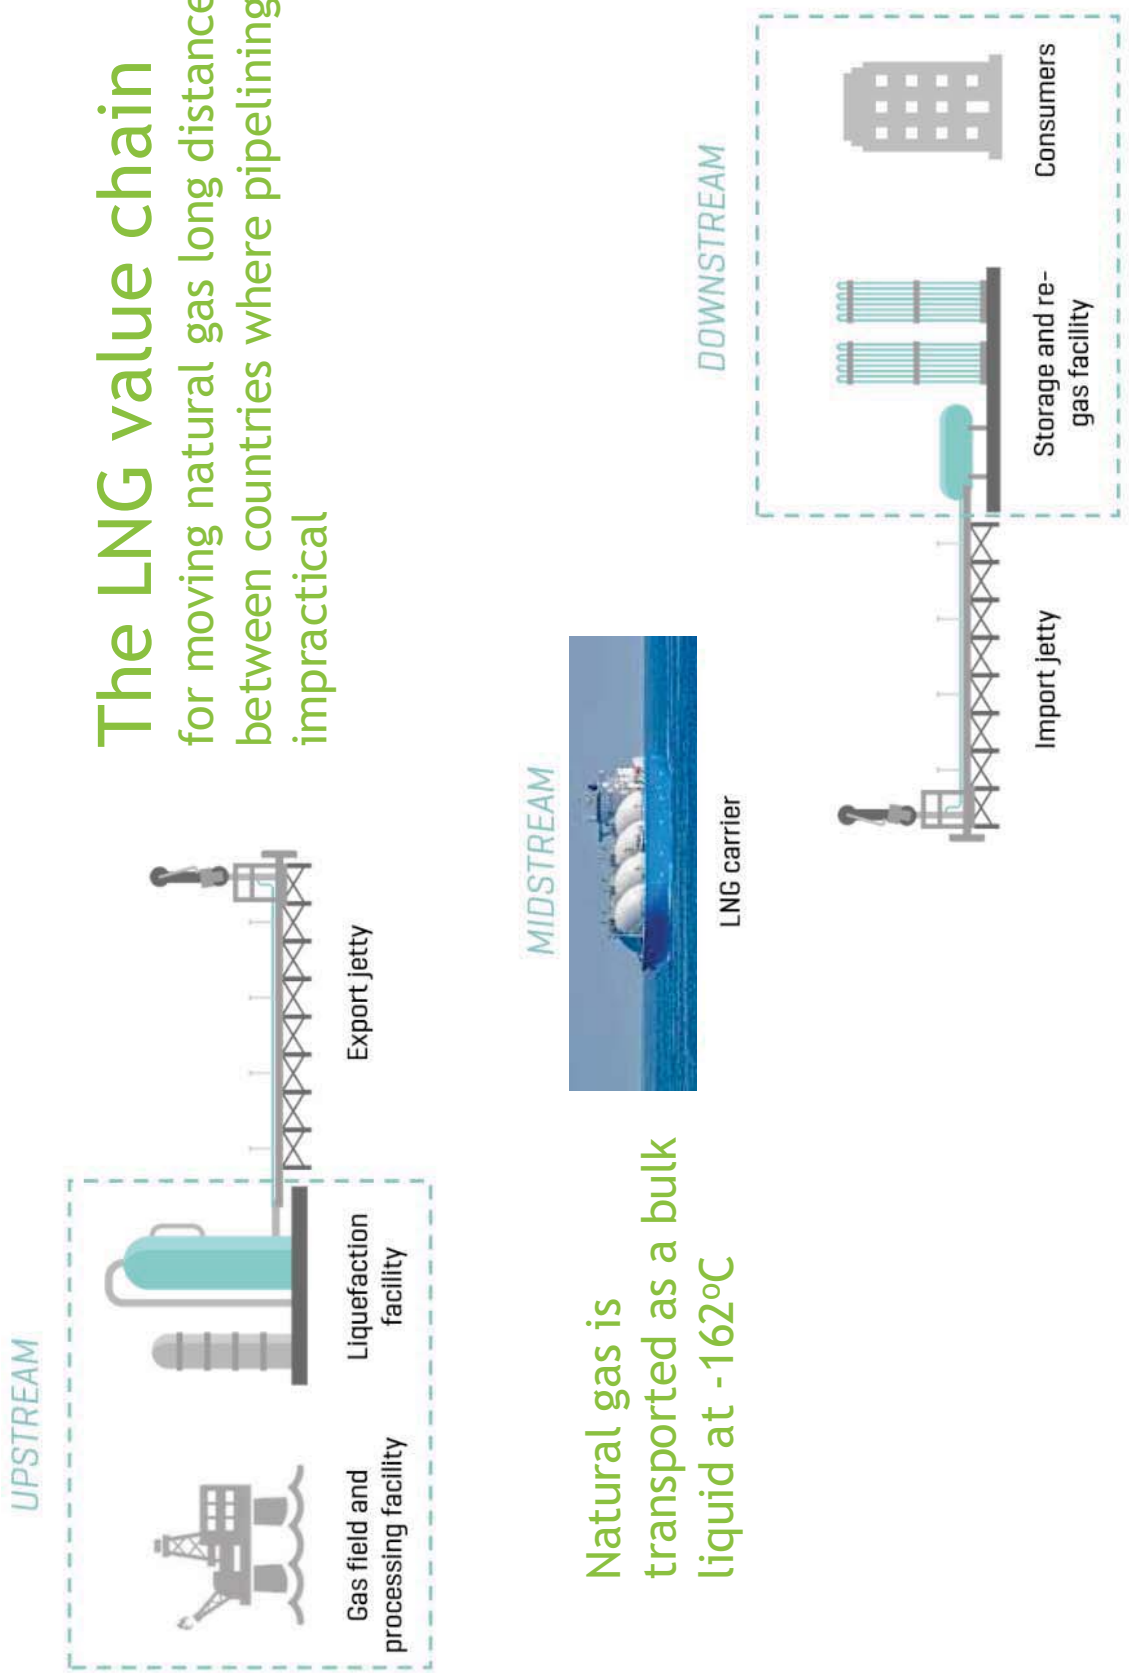 The LNG value chain
for moving natural gas long distance
between countries where pipelining
impractical
UPSTREAM
Gas field and
processing facility
Liquefaction
facility
Export jetty
MIDSTREAM
LNG carrier
Natural gas is
transported as a bulk
liquid at -162ºC
DOWNSTREAM
Import jetty
Storage and re-
gas facility
Consumers